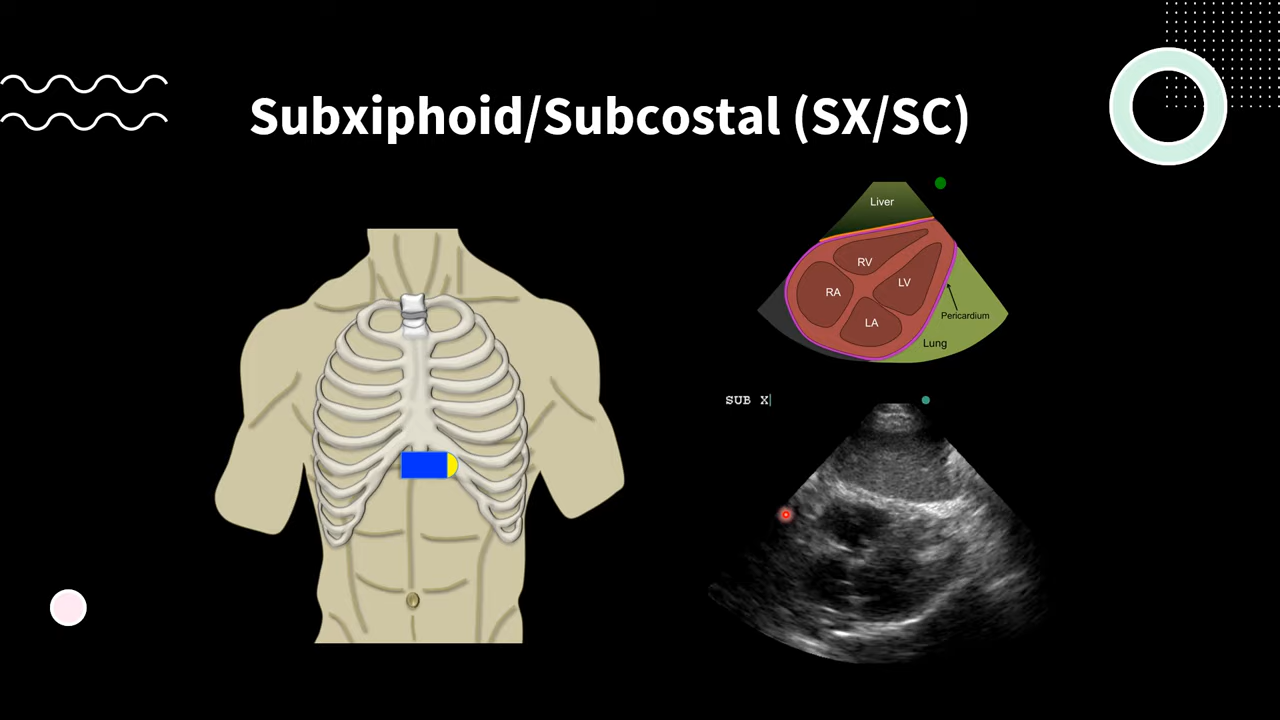 Subxiphoid/Subcostal (SX/SC)
Liver
RV
RA
LV
LA
Pericardium
Lung
SUB X